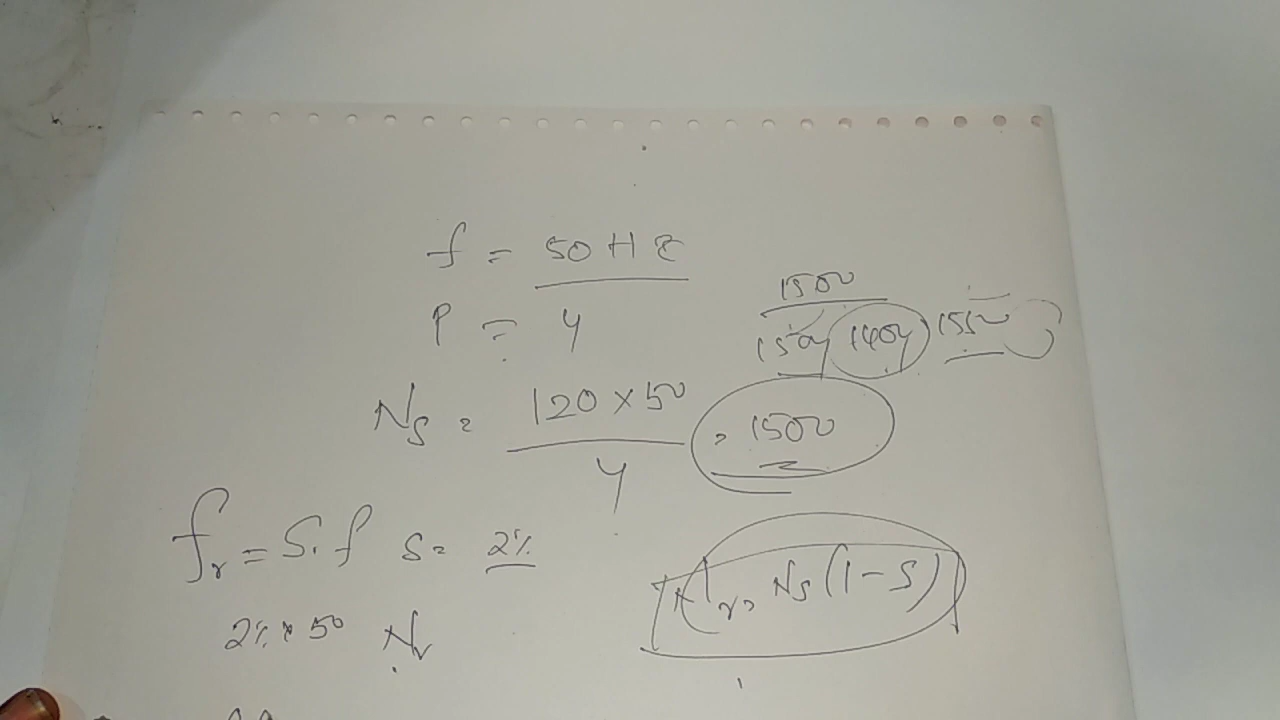 f = 50 Hz
P = 4
1500
1504 1404 1550
Ns = 120 x 50 / 4 = 1500
fr = S.f s = 2%
2% x 50 Nr
Nr = Ns (1 - S)